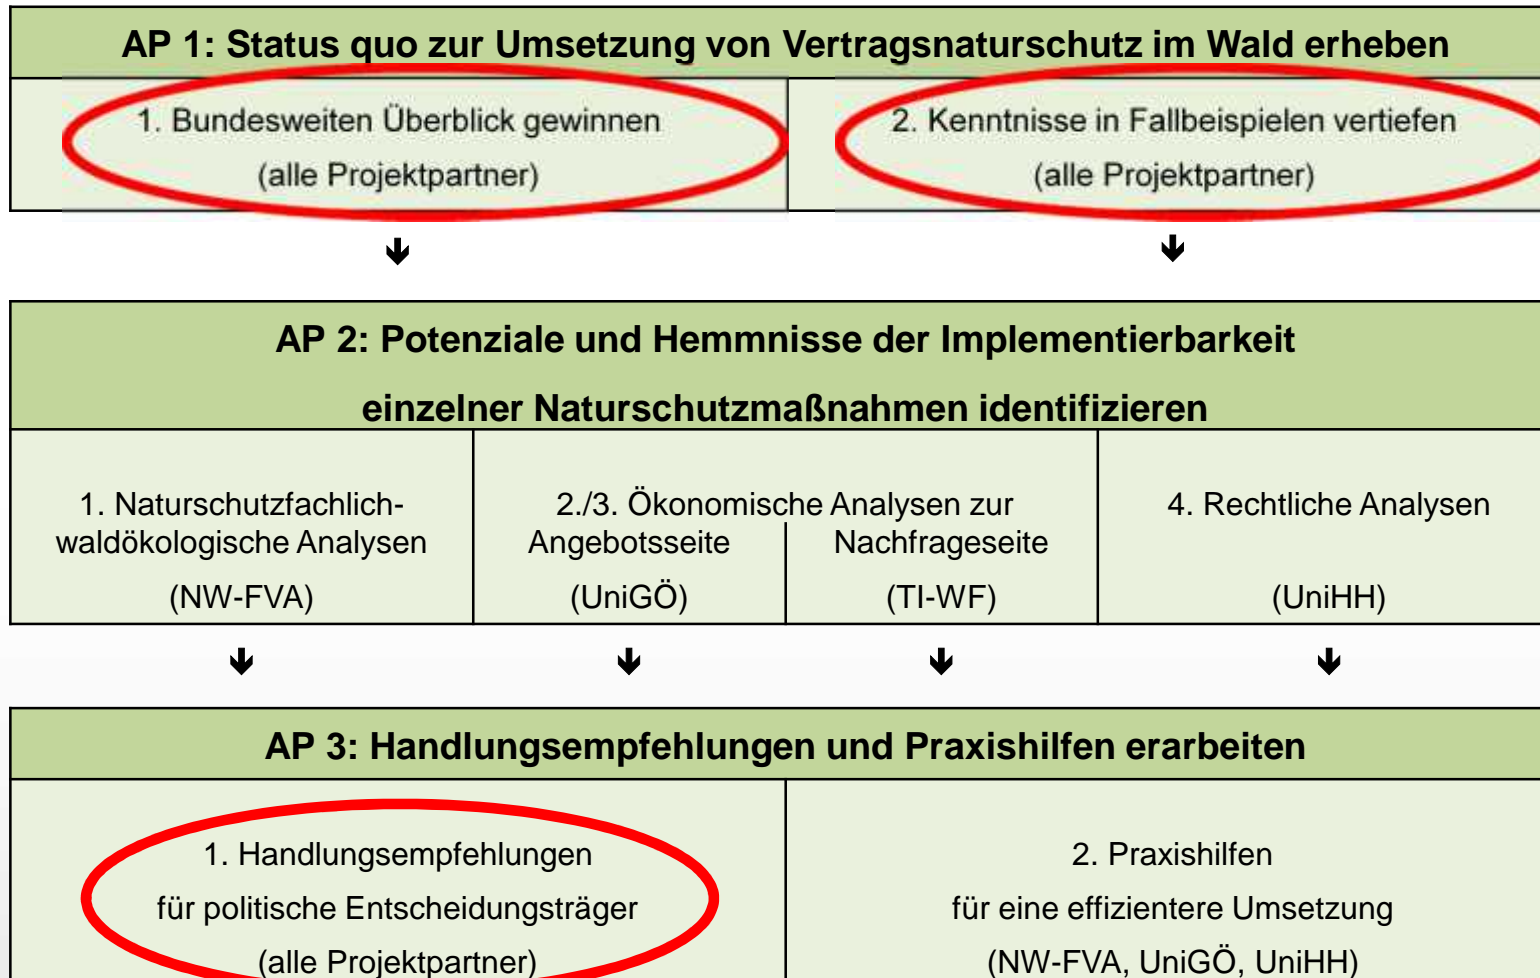 AP 1: Status quo zur Umsetzung von Vertragsnaturschutz im Wald erheben
1. Bundesweiten Überblick gewinnen
(alle Projektpartner)
2. Kenntnisse in Fallbeispielen vertiefen
(alle Projektpartner)
AP 2: Potenziale und Hemmnisse der Implementierbarkeit
einzelner Naturschutzmaßnahmen identifizieren
1. Naturschutzfachlich-
waldökologische Analysen
(NW-FVA)
2./3. Ökonomische Analysen zur
Angebotsseite
(UniGÖ)
Nachfrageseite
(TI-WF)
4. Rechtliche Analysen
(UniHH)
AP 3: Handlungsempfehlungen und Praxishilfen erarbeiten
1. Handlungsempfehlungen
für politische Entscheidungsträger
(alle Projektpartner)
2. Praxishilfen
für eine effizientere Umsetzung
(NW-FVA, UniGÖ, UniHH)